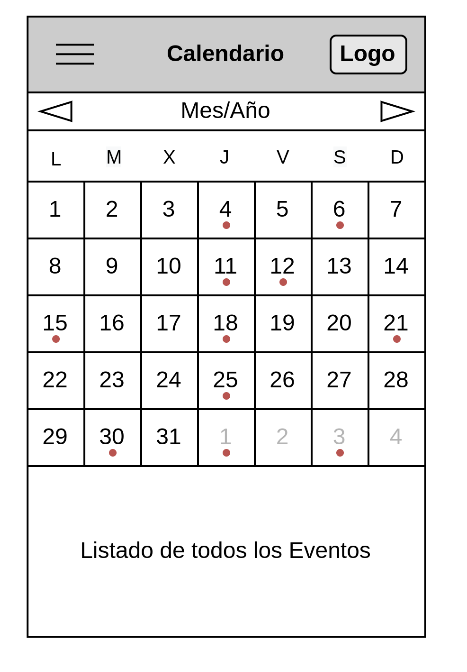 Calendario Logo
Mes/Año
L M X J V S D
1 2 3 4 5 6 7
8 9 10 11 12 13 14
15 16 17 18 19 20 21
22 23 24 25 26 27 28
29 30 31 1 2 3 4
Listado de todos los Eventos